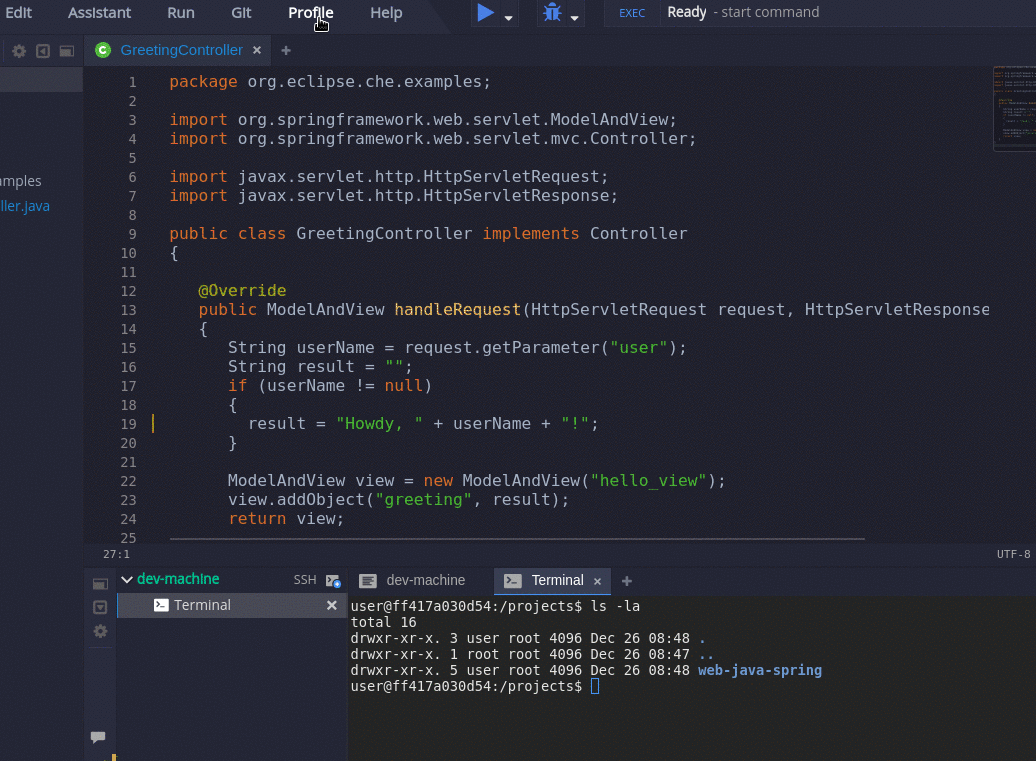 Edit Assistant Run Git Profile Help EXEC Ready - start command
GreetingController × +
1 package org.eclipse.che.examples;
2
3 import org.springframework.web.servlet.ModelAndView;
4 import org.springframework.web.servlet.mvc.Controller;
5
6 import javax.servlet.http.HttpServletRequest;
7 import javax.servlet.http.HttpServletResponse;
8
9 public class GreetingController implements Controller
10 {
11
12 @Override
13 public ModelAndView handleRequest(HttpServletRequest request, HttpServletResponse
14 {
15 String userName = request.getParameter("user");
16 String result = "";
17 if (userName != null)
18 {
19 result = "Howdy, " + userName + "!";
20 }
21
22 ModelAndView view = new ModelAndView("hello_view");
23 view.addObject("greeting", result);
24 return view;
25
amples
ller.java
27:1 UTF-8
dev-machine SSH
Terminal ×
dev-machine Terminal × +
user@ff417a030d54:/projects$ ls -la
total 16
drwxr-xr-x. 3 user root 4096 Dec 26 08:48 .
drwxr-xr-x. 1 root root 4096 Dec 26 08:47 ..
drwxr-xr-x. 5 user root 4096 Dec 26 08:48 web-java-spring
user@ff417a030d54:/projects$